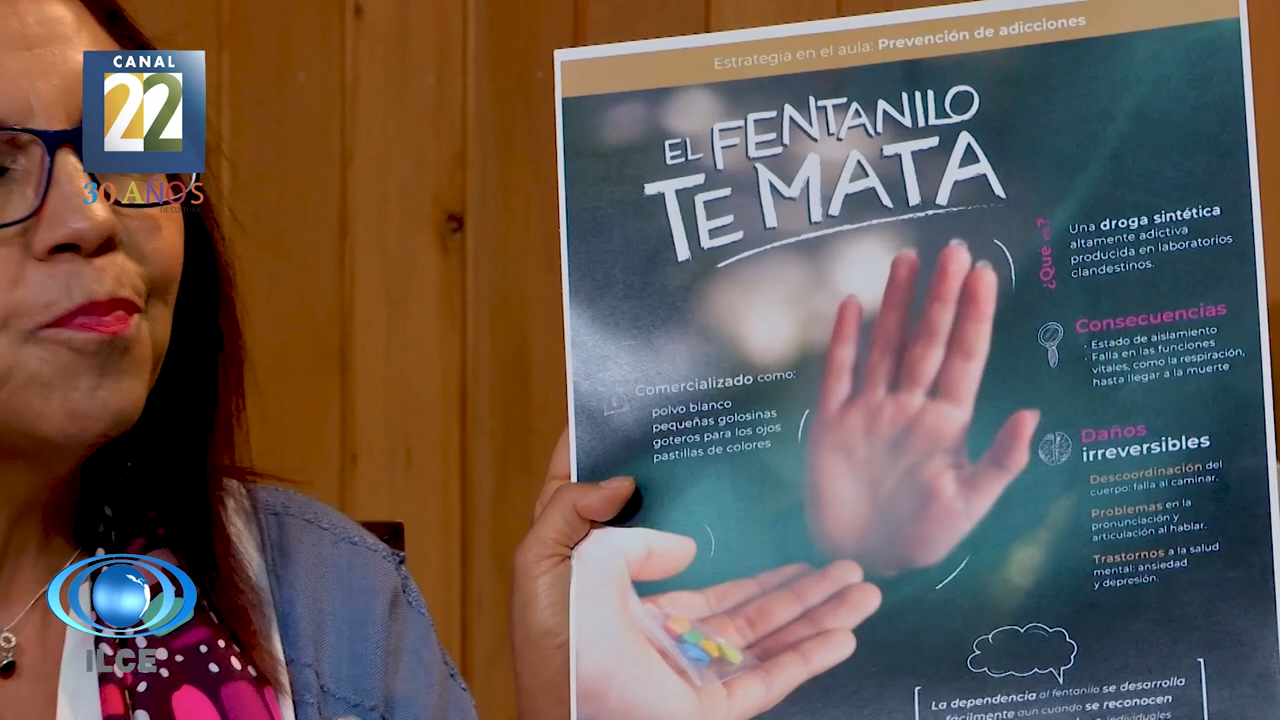 CANAL
22
30 AÑOS
DE CULTURA
ILCE
Estrategia en el aula: Prevención de adicciones
EL FENTANILO
TE MATA
¿Qué es?
Una droga sintética
altamente adictiva
producida en laboratorios
clandestinos.
Consecuencias
· Estado de aislamiento
· Falla en las funciones
vitales, como la respiración,
hasta llegar a la muerte
Comercializado como:
polvo blanco
pequeñas golosinas
goteros para los ojos
pastillas de colores
Daños
irreversibles
Descoordinación del
cuerpo: falla al caminar.
Problemas en la
pronunciación y
articulación al hablar.
Trastornos a la salud
mental: ansiedad
y depresión.
La dependencia al fentanilo se desarrolla
fácilmente aun cuando se reconocen
individuales